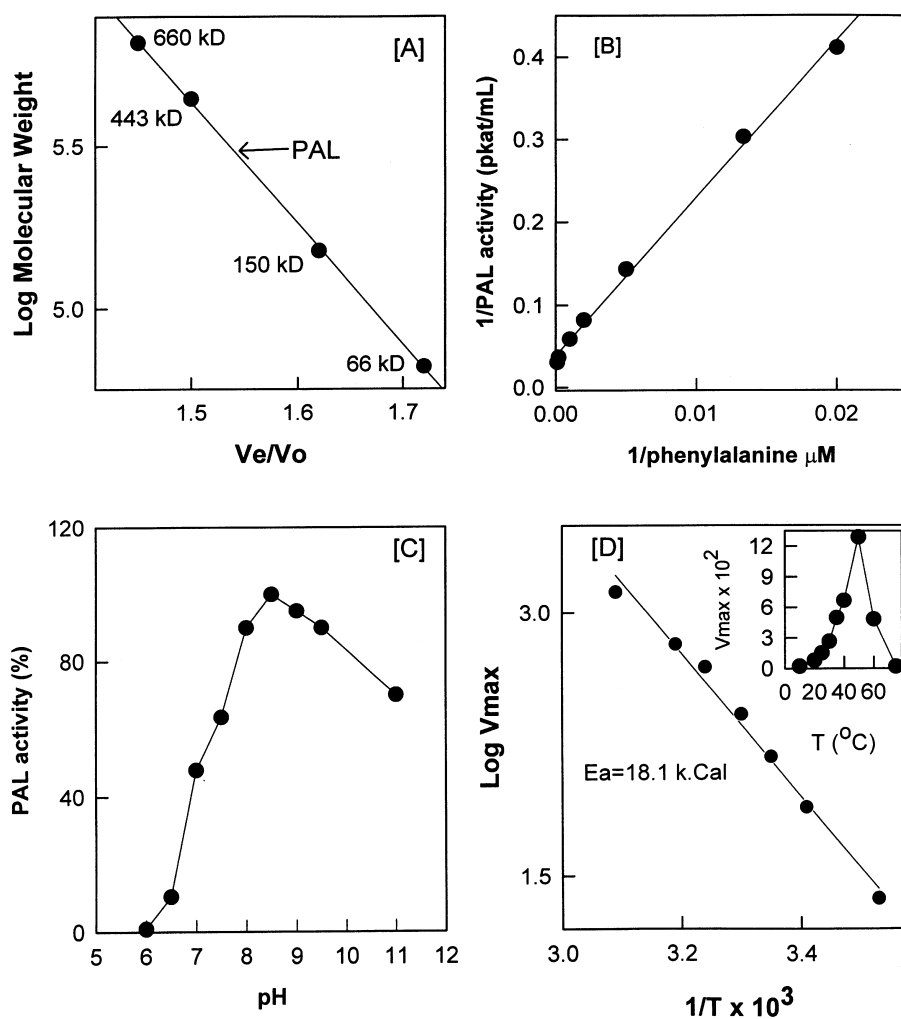 [A]
660 kD
443 kD
PAL
150 kD
66 kD
5.5
5.0
1.5
1.6
1.7
Log Molecular Weight
Ve/Vo
[B]
0.4
0.3
0.2
0.1
0.0
0.00
0.01
0.02
1/PAL activity (pkat/mL)
1/phenylalanine μM
[C]
120
80
40
0
5 6 7 8 9 10 11 12
PAL activity (%)
pH
[D]
3.0
1.5
3.0
3.2
3.4
Log Vmax
1/T x 10³
Ea=18.1 k.Cal
12
9
6
3
0
0 20 40 60
Vmax x 10²
T (°C)